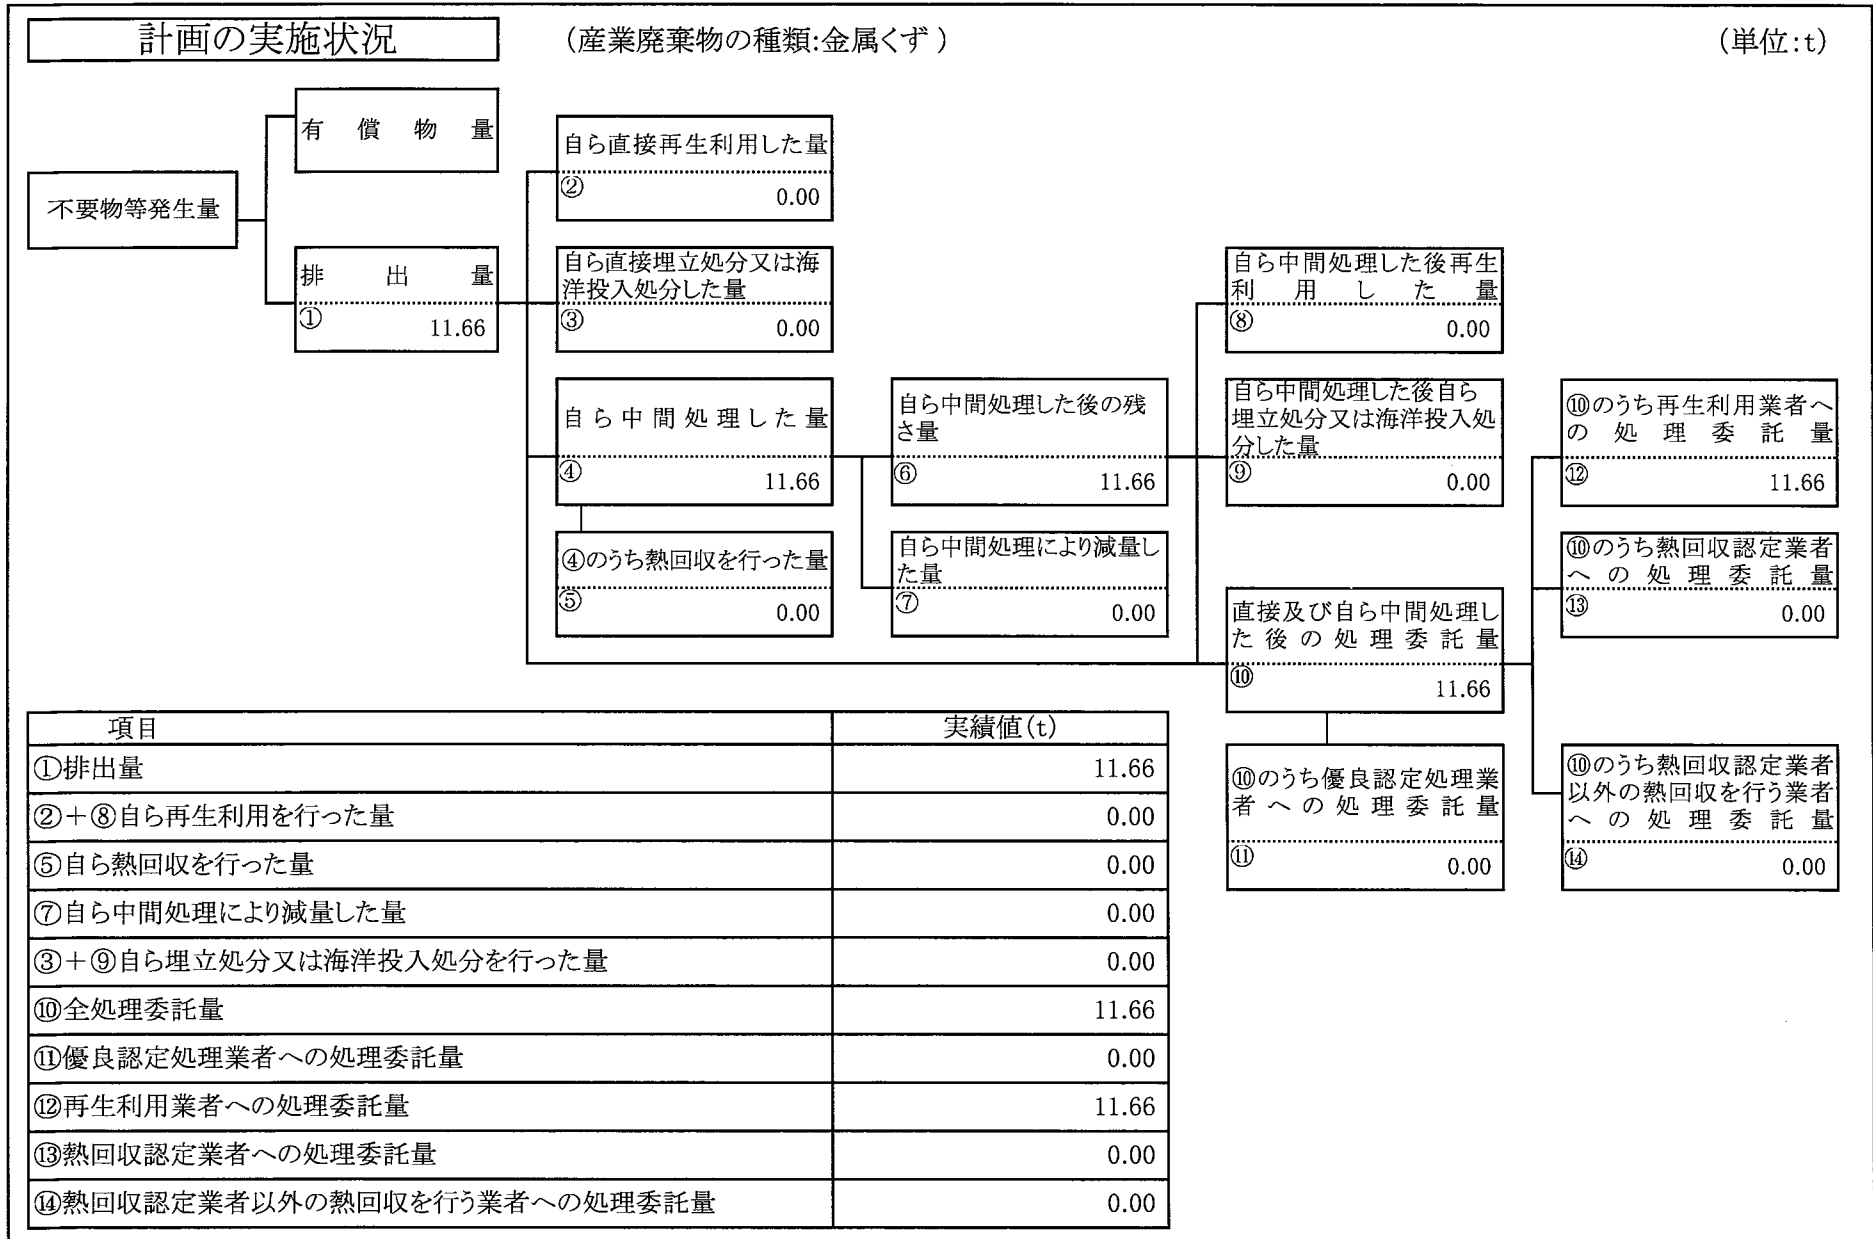 計画の実施状況
(産業廃棄物の種類:金属くず )
(単位:t)
不要物等発生量
有償物量
排出量
①
11.66
自ら直接再生利用した量
②
0.00
自ら直接埋立処分又は海
洋投入処分した量
③
0.00
自ら中間処理した量
④
11.66
④のうち熱回収を行った量
⑤
0.00
自ら中間処理した後の残
さ量
⑥
11.66
自ら中間処理により減量し
た量
⑦
0.00
自ら中間処理した後再生
利用した量
⑧
0.00
自ら中間処理した後自ら
埋立処分又は海洋投入処
分した量
⑨
0.00
直接及び自ら中間処理し
た後の処理委託量
⑩
11.66
⑩のうち優良認定処理業
者への処理委託量
⑪
0.00
⑩のうち再生利用業者へ
の処理委託量
⑫
11.66
⑩のうち熱回収認定業者
への処理委託量
⑬
0.00
⑩のうち熱回収認定業者
以外の熱回収を行う業者
への処理委託量
⑭
0.00
項目 実績値(t)
①排出量 11.66
②+⑧自ら再生利用を行った量 0.00
⑤自ら熱回収を行った量 0.00
⑦自ら中間処理により減量した量 0.00
③+⑨自ら埋立処分又は海洋投入処分を行った量 0.00
⑩全処理委託量 11.66
⑪優良認定処理業者への処理委託量 0.00
⑫再生利用業者への処理委託量 11.66
⑬熱回収認定業者への処理委託量 0.00
⑭熱回収認定業者以外の熱回収を行う業者への処理委託量 0.00